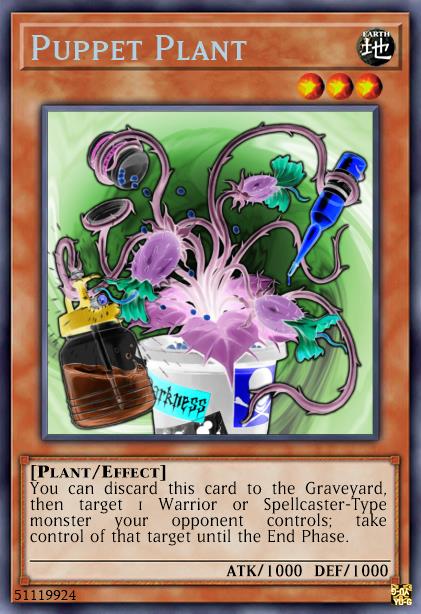 PUPPET PLANT
EARTH
地
arkness
[PLANT/EFFECT]
You can discard this card to the Graveyard,
then target 1 Warrior or Spellcaster-Type
monster your opponent controls; take
control of that target until the End Phase.
ATK/1000 DEF/1000
51119924